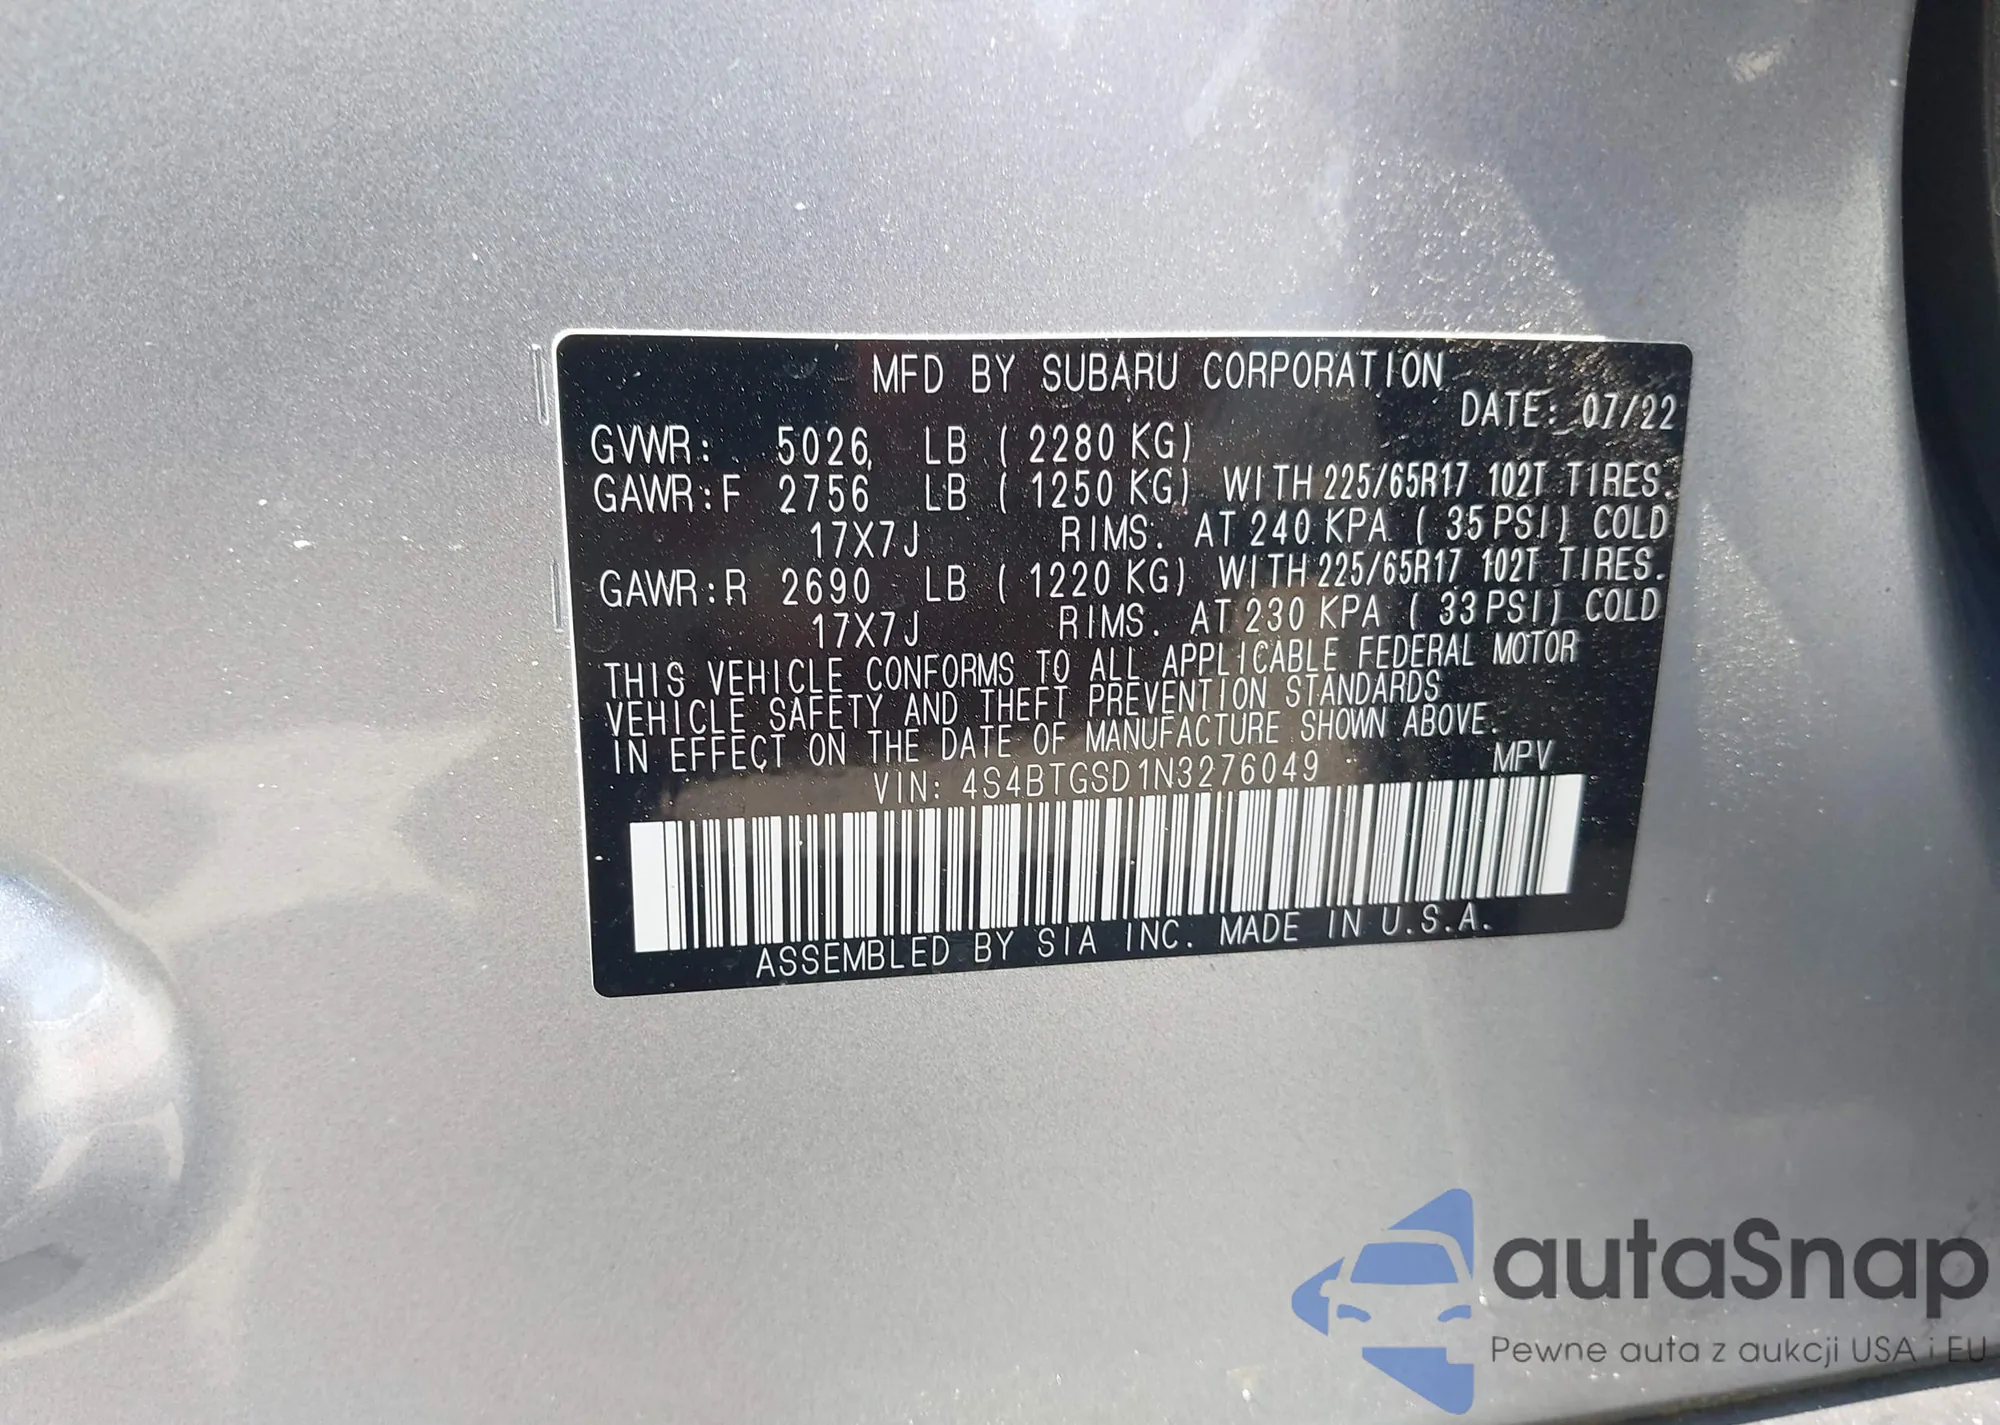 MFD BY SUBARU CORPORATION
DATE: 07/22
GVWR: 5026 LB ( 2280 KG)
GAWR:F 2756 LB ( 1250 KG) WITH 225/65R17 102T TIRES.
17X7J RIMS. AT 240 KPA ( 35 PSI) COLD
GAWR:R 2690 LB ( 1220 KG) WITH 225/65R17 102T TIRES.
17X7J RIMS. AT 230 KPA ( 33 PSI) COLD
THIS VEHICLE CONFORMS TO ALL APPLICABLE FEDERAL MOTOR
VEHICLE SAFETY AND THEFT PREVENTION STANDARDS
IN EFFECT ON THE DATE OF MANUFACTURE SHOWN ABOVE.
VIN: 4S4BTGSD1N3276049 MPV
ASSEMBLED BY SIA INC. MADE IN U.S.A.
autaSnap
Pewne auta z aukcji USA i EU